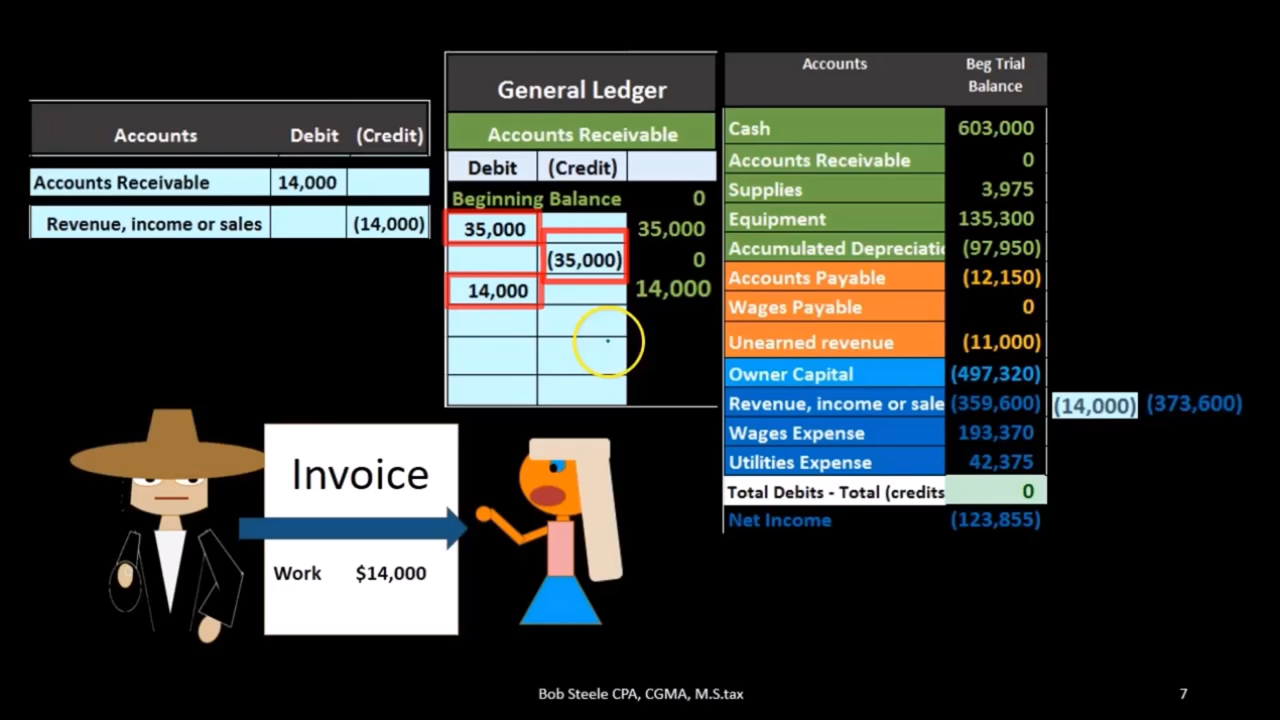 Accounts Debit (Credit)
Accounts Receivable 14,000
Revenue, income or sales (14,000)
General Ledger
Accounts Receivable
Debit (Credit)
Beginning Balance 0
35,000 35,000
(35,000) 0
14,000 14,000
Accounts Beg Trial
Balance
Cash 603,000
Accounts Receivable 0
Supplies 3,975
Equipment 135,300
Accumulated Depreciatio (97,950)
Accounts Payable (12,150)
Wages Payable 0
Unearned revenue (11,000)
Owner Capital (497,320)
Revenue, income or sale (359,600) (14,000) (373,600)
Wages Expense 193,370
Utilities Expense 42,375
Total Debits - Total (credits 0
Net Income (123,855)
Invoice
Work $14,000
Bob Steele CPA, CGMA, M.S.tax
7